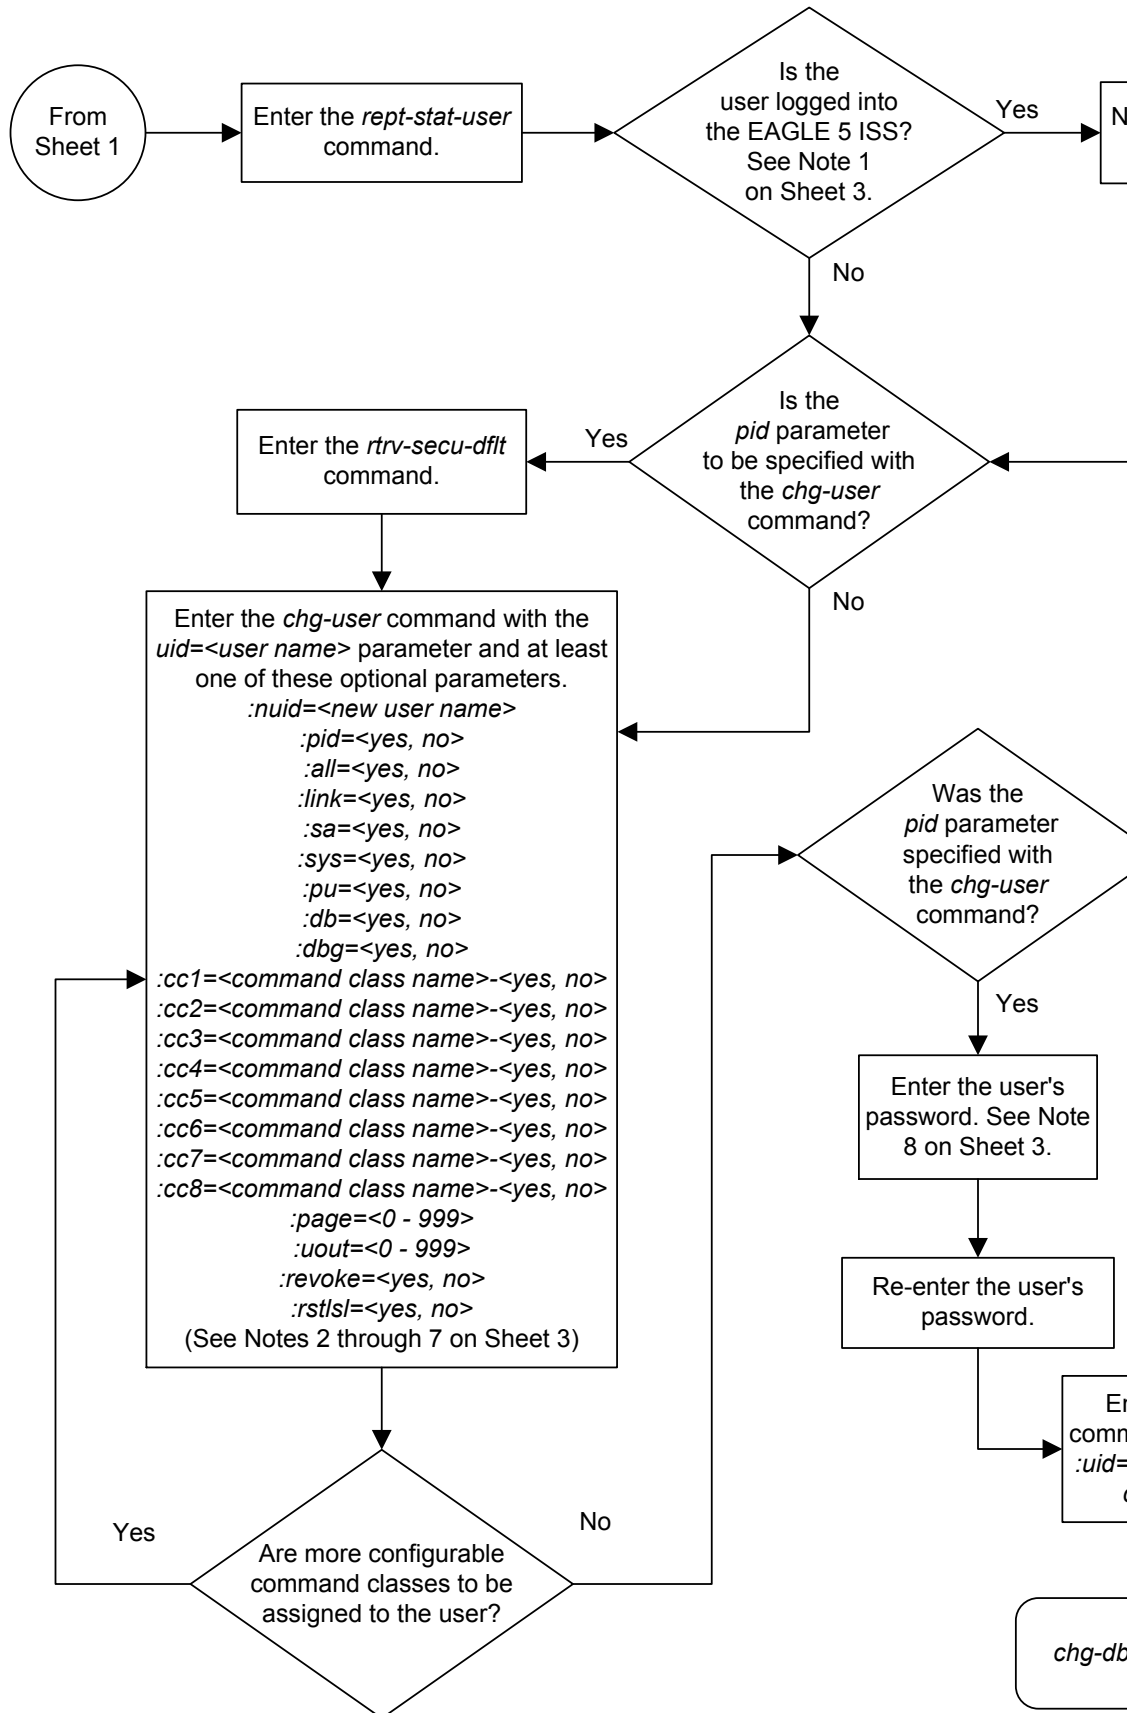 From
Sheet 1
Enter the rept-stat-user
command.
Is the
user logged into
the EAGLE 5 ISS?
See Note 1
on Sheet 3.
Yes
N
No
Is the
pid parameter
to be specified with
the chg-user
command?
Yes
Enter the rtrv-secu-dflt
command.
No
Enter the chg-user command with the
uid=<user name> parameter and at least
one of these optional parameters.
:nuid=<new user name>
:pid=<yes, no>
:all=<yes, no>
:link=<yes, no>
:sa=<yes, no>
:sys=<yes, no>
:pu=<yes, no>
:db=<yes, no>
:dbg=<yes, no>
:cc1=<command class name>-<yes, no>
:cc2=<command class name>-<yes, no>
:cc3=<command class name>-<yes, no>
:cc4=<command class name>-<yes, no>
:cc5=<command class name>-<yes, no>
:cc6=<command class name>-<yes, no>
:cc7=<command class name>-<yes, no>
:cc8=<command class name>-<yes, no>
:page=<0 - 999>
:uout=<0 - 999>
:revoke=<yes, no>
:rstlsl=<yes, no>
(See Notes 2 through 7 on Sheet 3)
Was the
pid parameter
specified with
the chg-user
command?
Yes
Enter the user's
password. See Note
8 on Sheet 3.
Re-enter the user's
password.
En
comm
:uid=
Yes
No
Are more configurable
command classes to be
assigned to the user?
chg-db